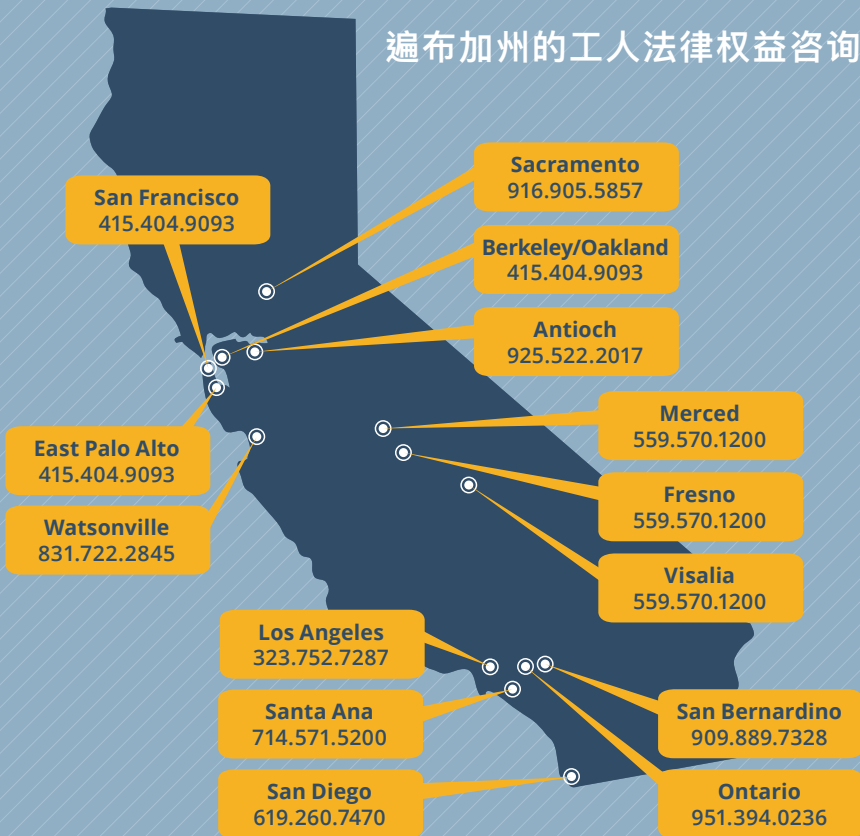 遍布加州的工人法律权益咨询
Sacramento
916.905.5857
San Francisco
415.404.9093
Berkeley/Oakland
415.404.9093
Antioch
925.522.2017
Merced
559.570.1200
East Palo Alto
415.404.9093
Fresno
559.570.1200
Watsonville
831.722.2845
Visalia
559.570.1200
Los Angeles
323.752.7287
Santa Ana
714.571.5200
San Bernardino
909.889.7328
San Diego
619.260.7470
Ontario
951.394.0236